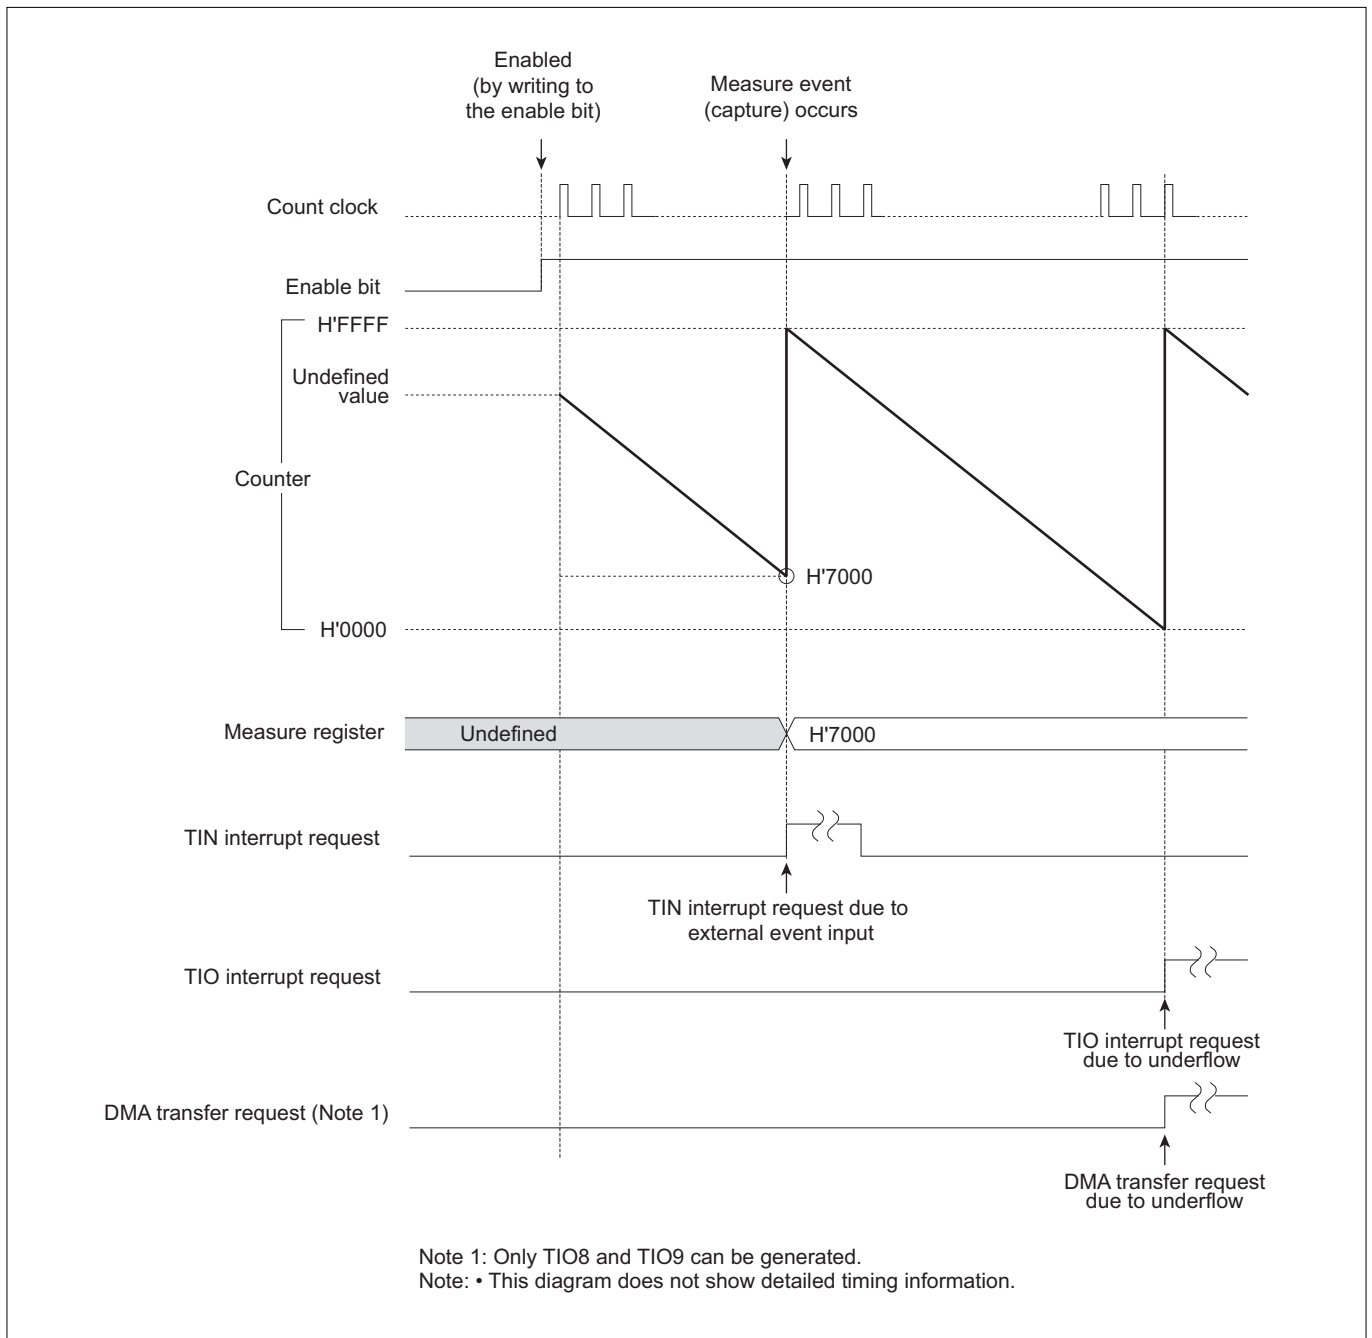 Enabled
(by writing to
the enable bit)
Measure event
(capture) occurs
Count clock
Enable bit
H'FFFF
Undefined
value
Counter
H'7000
H'0000
Measure register
Undefined
H'7000
TIN interrupt request
TIN interrupt request due to
external event input
TIO interrupt request
TIO interrupt request
due to underflow
DMA transfer request (Note 1)
DMA transfer request
due to underflow
Note 1: Only TIO8 and TIO9 can be generated.
Note: • This diagram does not show detailed timing information.